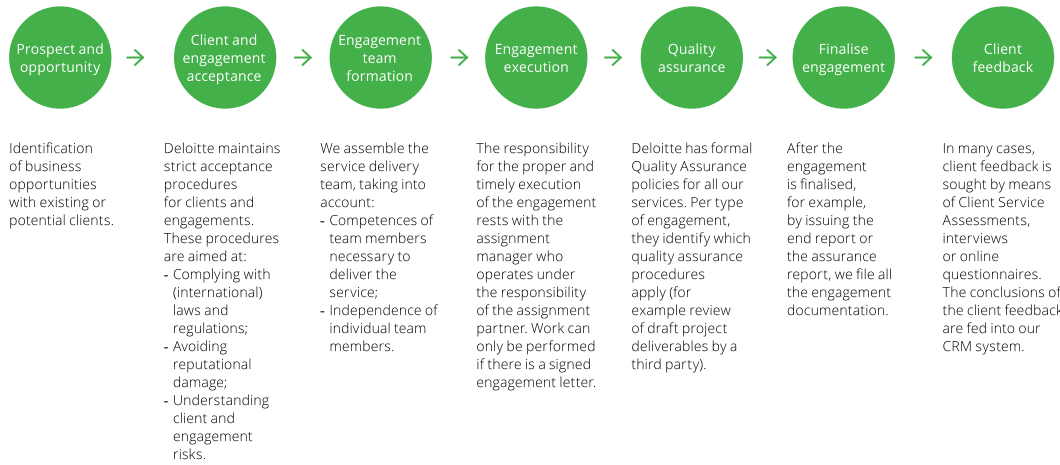 Prospect and
opportunity
Client and
engagement
acceptance
Engagement
team
formation
Engagement
execution
Quality
assurance
Finalise
engagement
Client
feedback
Identification
of business
opportunities
with existing or
potential clients.
Deloitte maintains
strict acceptance
procedures
for clients and
engagements.
These procedures
are aimed at:
- Complying with
(international)
laws and
regulations;
- Avoiding
reputational
damage;
- Understanding
client and
engagement
risks.
We assemble the
service delivery
team, taking into
account:
- Competences of
team members
necessary to
deliver the
service;
- Independence of
individual team
members.
The responsibility
for the proper and
timely execution
of the engagement
rests with the
assignment
manager who
operates under
the responsibility
of the assignment
partner. Work can
only be performed
if there is a signed
engagement letter.
Deloitte has formal
Quality Assurance
policies for all our
services. Per type
of engagement,
they identify which
quality assurance
procedures
apply (for
example review
of draft project
deliverables by a
third party).
After the
engagement
is finalised,
for example,
by issuing the
end report or
the assurance
report, we file all
the engagement
documentation.
In many cases,
client feedback is
sought by means
of Client Service
Assessments,
interviews
or online
questionnaires.
The conclusions of
the client feedback
are fed into our
CRM system.